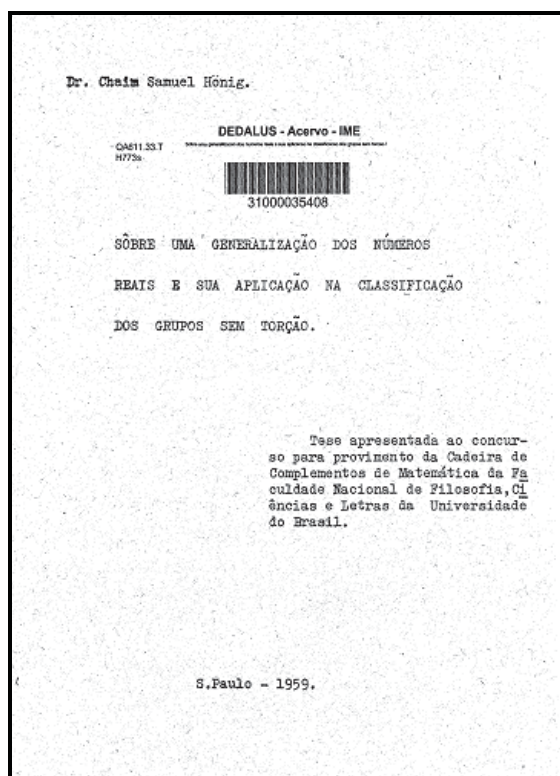 Dr. Chaim Samuel Hönig.
DEDALUS - Acervo - IME
QA611.33.T
H773s
31000035408
SÔBRE UMA GENERALIZAÇÃO DOS NÚMEROS
REAIS E SUA APLICAÇÃO NA CLASSIFICAÇÃO
DOS GRUPOS SEM TORÇÃO.
Tese apresentada ao concur-
so para provimento da Cadeira de
Complementos de Matemática da Fa
culdade Nacional de Filosofia,Ci
ências e Letras da Universidade
do Brasil.
S.Paulo - 1959.